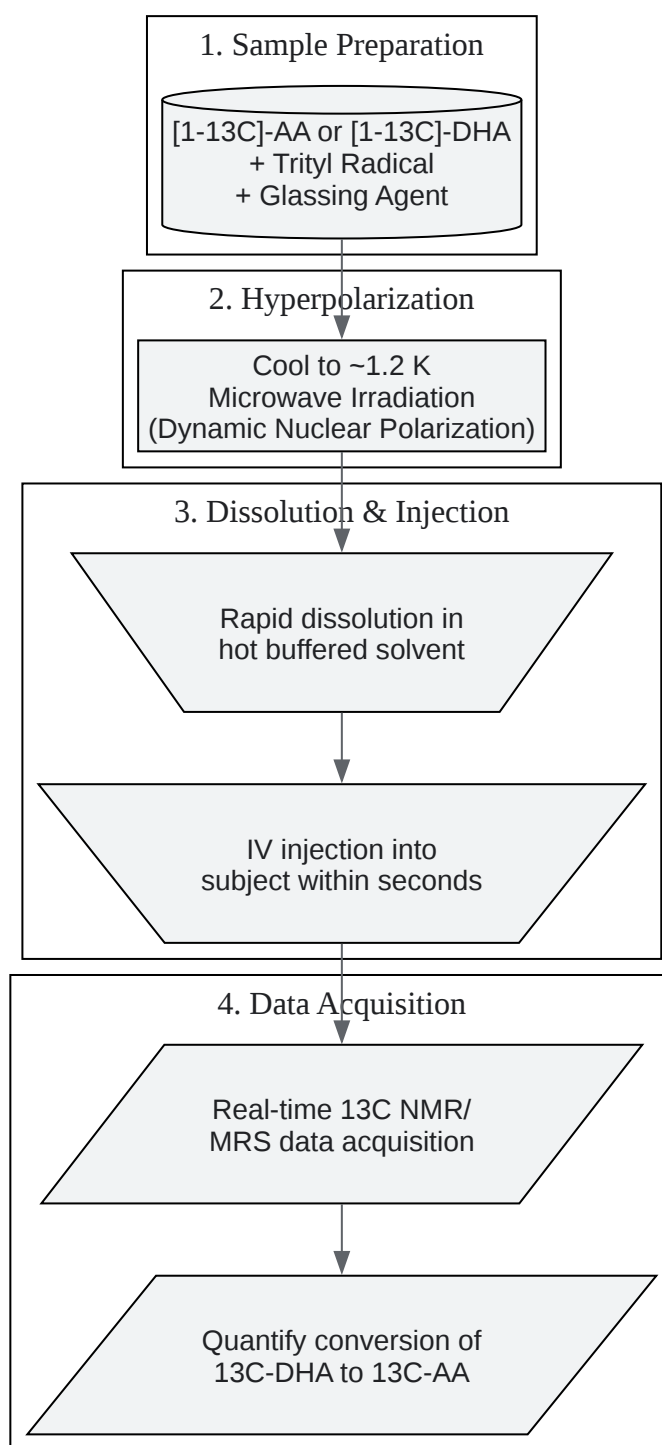 1. Sample Preparation
[1-13C]-AA or [1-13C]-DHA
+ Trityl Radical
+ Glassing Agent
2. Hyperpolarization
Cool to ~1.2 K
Microwave Irradiation
(Dynamic Nuclear Polarization)
3. Dissolution & Injection
Rapid dissolution in
hot buffered solvent
IV injection into
subject within seconds
4. Data Acquisition
Real-time 13C NMR/
MRS data acquisition
Quantify conversion of
13C-DHA to 13C-AA